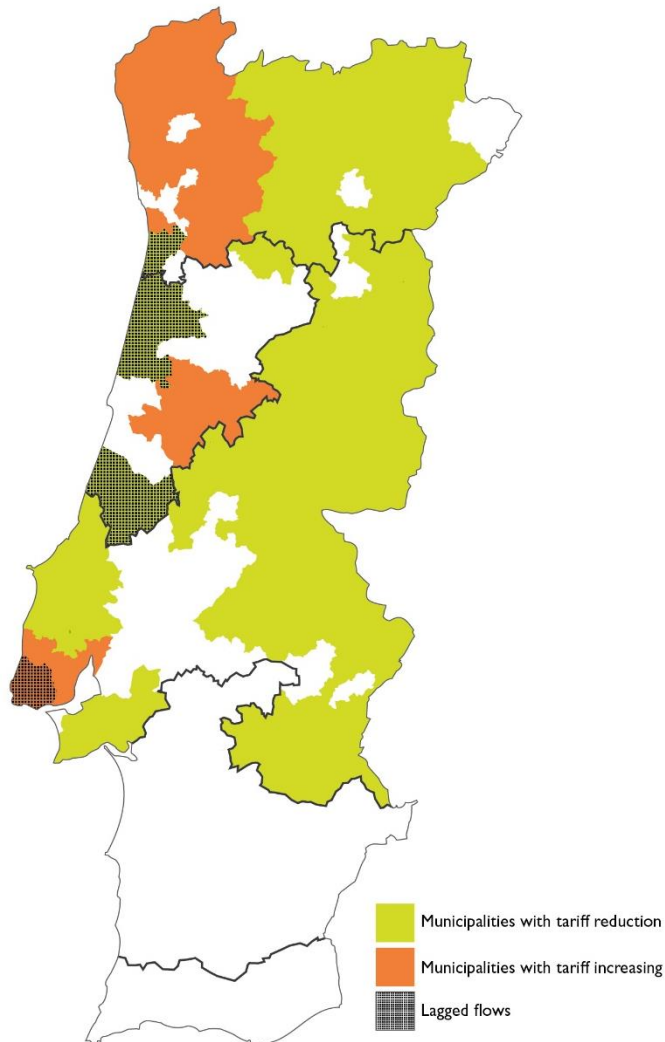 Municipalities with tariff reduction
Municipalities with tariff increasing
Lagged flows